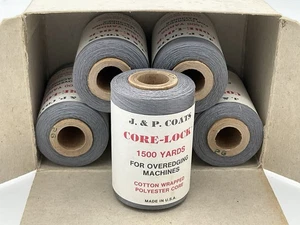 J. & P. COATS
CORE-LOCK
1500 YARDS
FOR OVEREDGING
MACHINES
COTTON WRAPPED
POLYESTER CORE
MADE IN U.S.A.